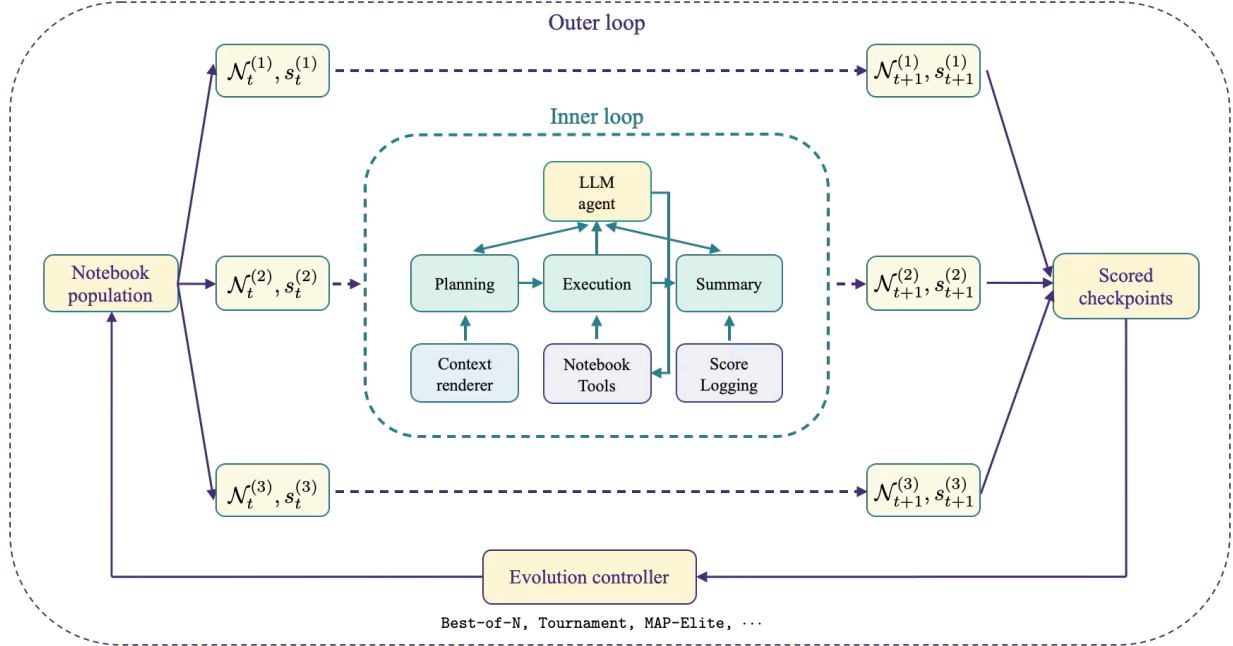 Outer loop
𝒩_t^{(1)}, s_t^{(1)}
𝒩_{t+1}^{(1)}, s_{t+1}^{(1)}
Inner loop
LLM
agent
Notebook
population
𝒩_t^{(2)}, s_t^{(2)}
Planning
Execution
Summary
𝒩_{t+1}^{(2)}, s_{t+1}^{(2)}
Scored
checkpoints
Context
renderer
Notebook
Tools
Score
Logging
𝒩_t^{(3)}, s_t^{(3)}
𝒩_{t+1}^{(3)}, s_{t+1}^{(3)}
Evolution controller
Best-of-N, Tournament, MAP-Elite, ···